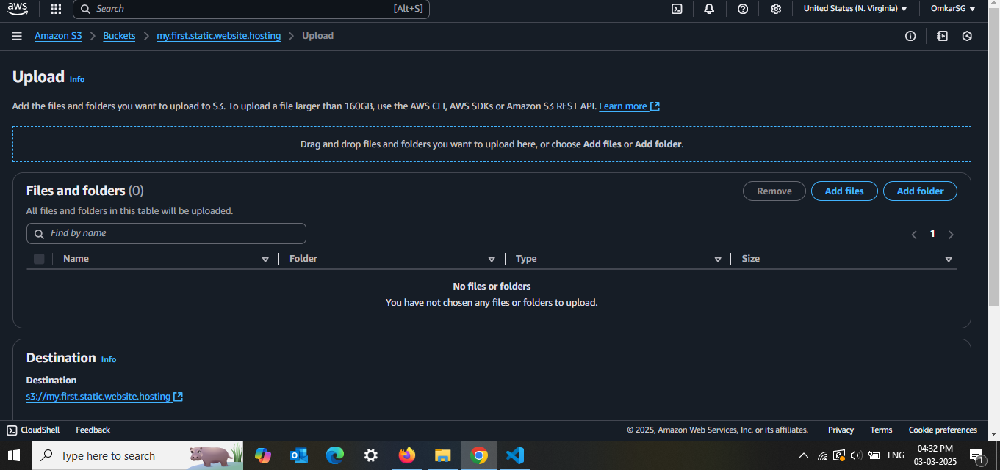 aws Search [Alt+S] United States (N. Virginia) OmkarSG
Amazon S3 Buckets my.first.static.website.hosting Upload
Upload Info
Add the files and folders you want to upload to S3. To upload a file larger than 160GB, use the AWS CLI, AWS SDKs or Amazon S3 REST API. Learn more
Drag and drop files and folders you want to upload here, or choose Add files or Add folder.
Files and folders (0) Remove Add files Add folder
All files and folders in this table will be uploaded.
Find by name 1
Name Folder Type Size
No files or folders
You have not chosen any files or folders to upload.
Destination Info
Destination
s3://my.first.static.website.hosting
CloudShell Feedback © 2025, Amazon Web Services, Inc. or its affiliates. Privacy Terms Cookie preferences
Type here to search ENG 04:32 PM 1
03-03-2025